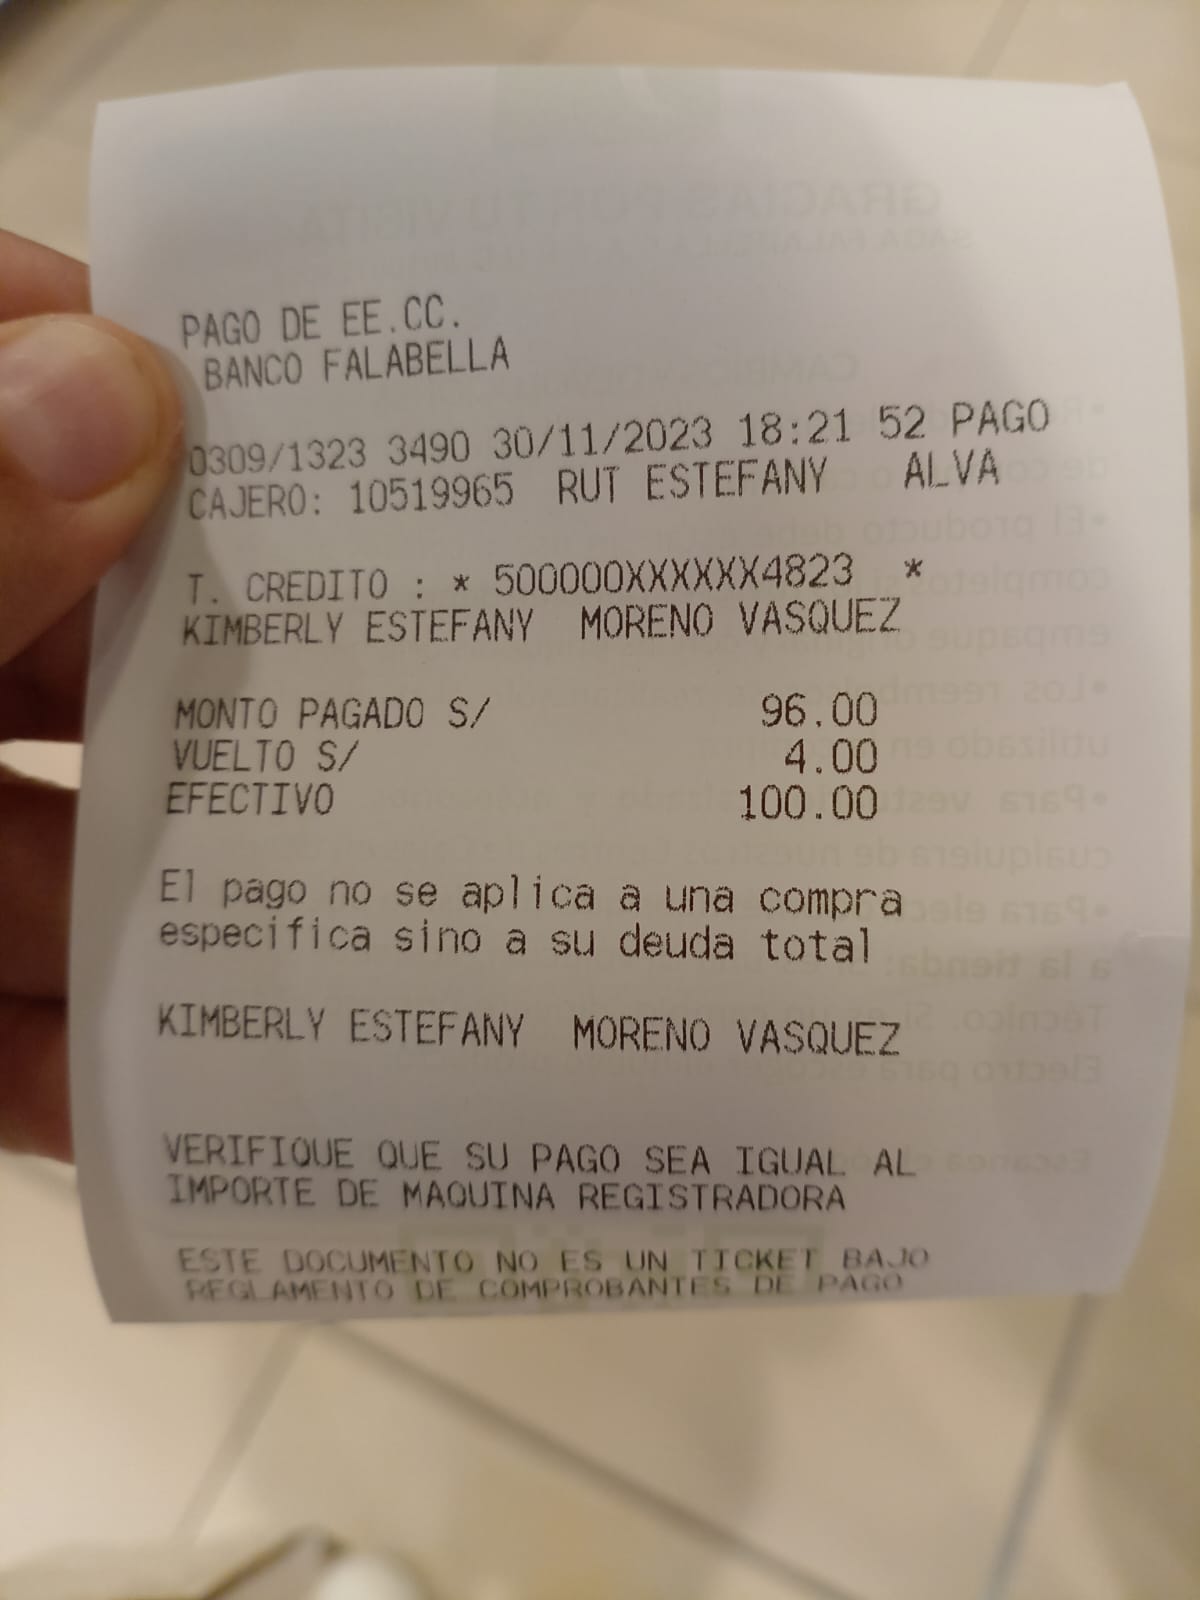 PAGO DE EE.CC.
BANCO FALABELLA
0309/1323 3490 30/11/2023 18:21 52 PAGO
CAJERO: 10519965 RUT ESTEFANY ALVA
T. CREDITO : * 500000XXXXXX4823 *
KIMBERLY ESTEFANY MORENO VASQUEZ
MONTO PAGADO S/ 96.00
VUELTO S/ 4.00
EFECTIVO 100.00
El pago no se aplica a una compra
especifica sino a su deuda total
KIMBERLY ESTEFANY MORENO VASQUEZ
VERIFIQUE QUE SU PAGO SEA IGUAL AL
IMPORTE DE MAQUINA REGISTRADORA
ESTE DOCUMENTO NO ES UN TICKET BAJO
REGLAMENTO DE COMPROBANTES DE PAGO